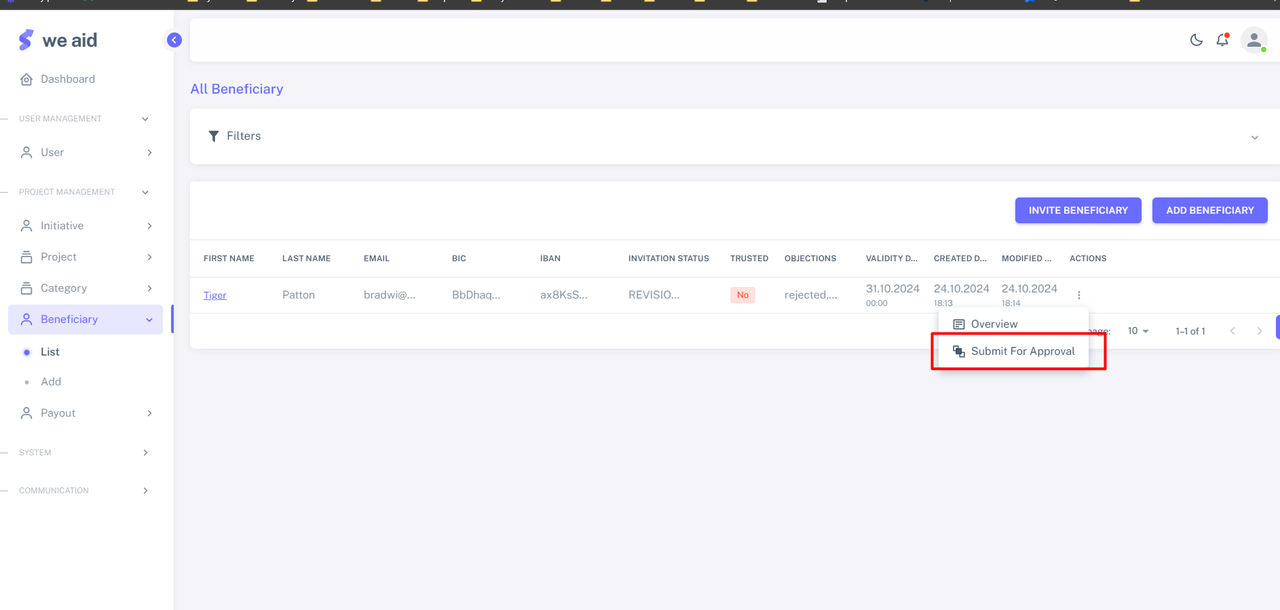 we aid
Dashboard
USER MANAGEMENT
User
PROJECT MANAGEMENT
Initiative
Project
Category
Beneficiary
List
Add
Payout
SYSTEM
COMMUNICATION
All Beneficiary
Filters
INVITE BENEFICIARY ADD BENEFICIARY
FIRST NAME LAST NAME EMAIL BIC IBAN INVITATION STATUS TRUSTED OBJECTIONS VALIDITY D... CREATED D... MODIFIED ... ACTIONS
Tiger Patton bradwi@... BbDhaq... ax8KsS... REVISIO... No rejected,... 31.10.2024 24.10.2024 24.10.2024
00:00 18:13 18:14
Overview
Submit For Approval
10 1–1 of 1